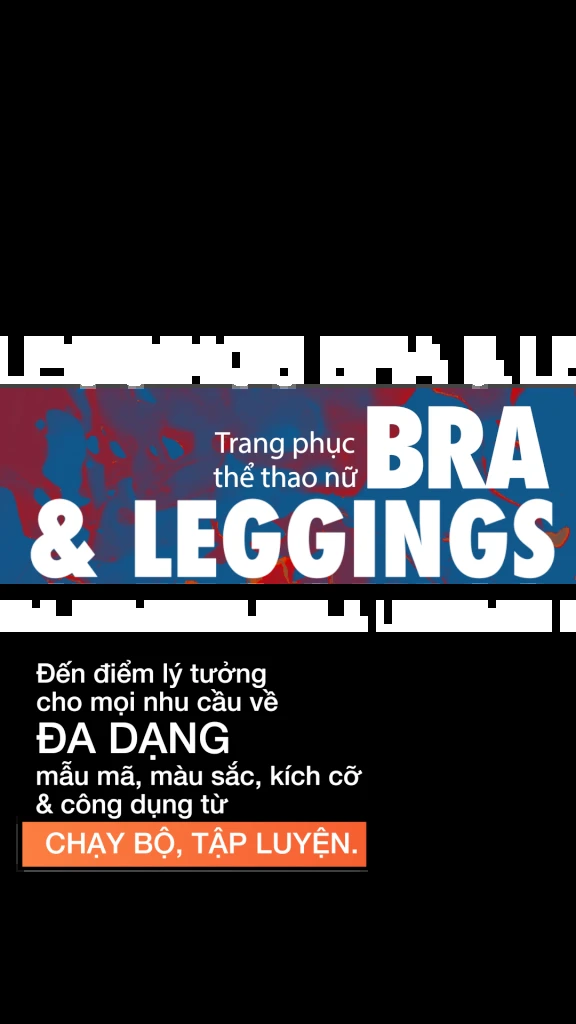 Trang phục
thể thao nữ BRA
& LEGGINGS
Đến điểm lý tưởng
cho mọi nhu cầu về
ĐA DẠNG
mẫu mã, màu sắc, kích cỡ
& công dụng từ
CHẠY BỘ, TẬP LUYỆN.